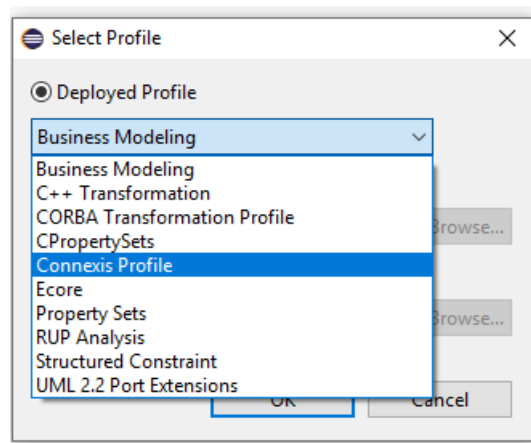 Select Profile
Deployed Profile
Business Modeling
Business Modeling
C++ Transformation
CORBA Transformation Profile
Browse...
CPropertySets
Connexis Profile
Ecore
Property Sets
Browse...
RUP Analysis
Structured Constraint
UML 2.2 Port Extensions
OK
Cancel